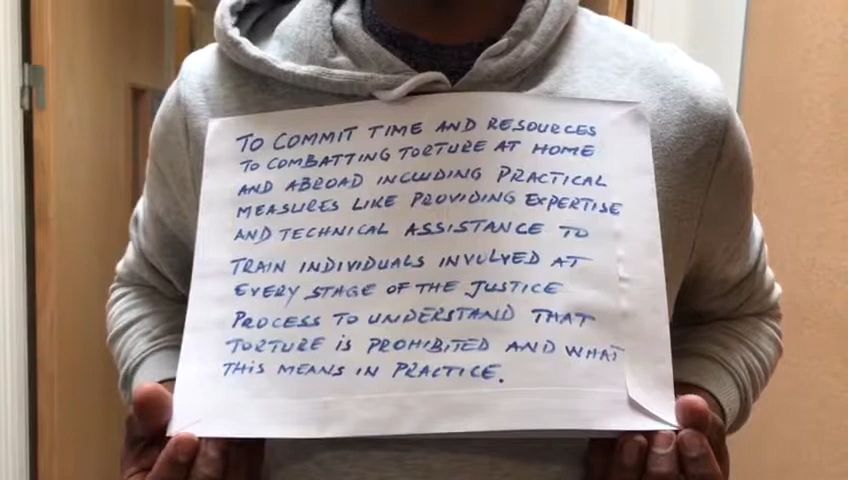 TO COMMIT TIME AND RESOURCES
TO COMBATTING TORTURE AT HOME
AND ABROAD INCLUDING PRACTICAL
MEASURES LIKE PROVIDING EXPERTISE
AND TECHNICAL ASSISTANCE TO
TRAIN INDIVIDUALS INVOLVED AT
EVERY STAGE OF THE JUSTICE
PROCESS TO UNDERSTAND THAT
TORTURE IS PROHIBITED AND WHAT
THIS MEANS IN PRACTICE.